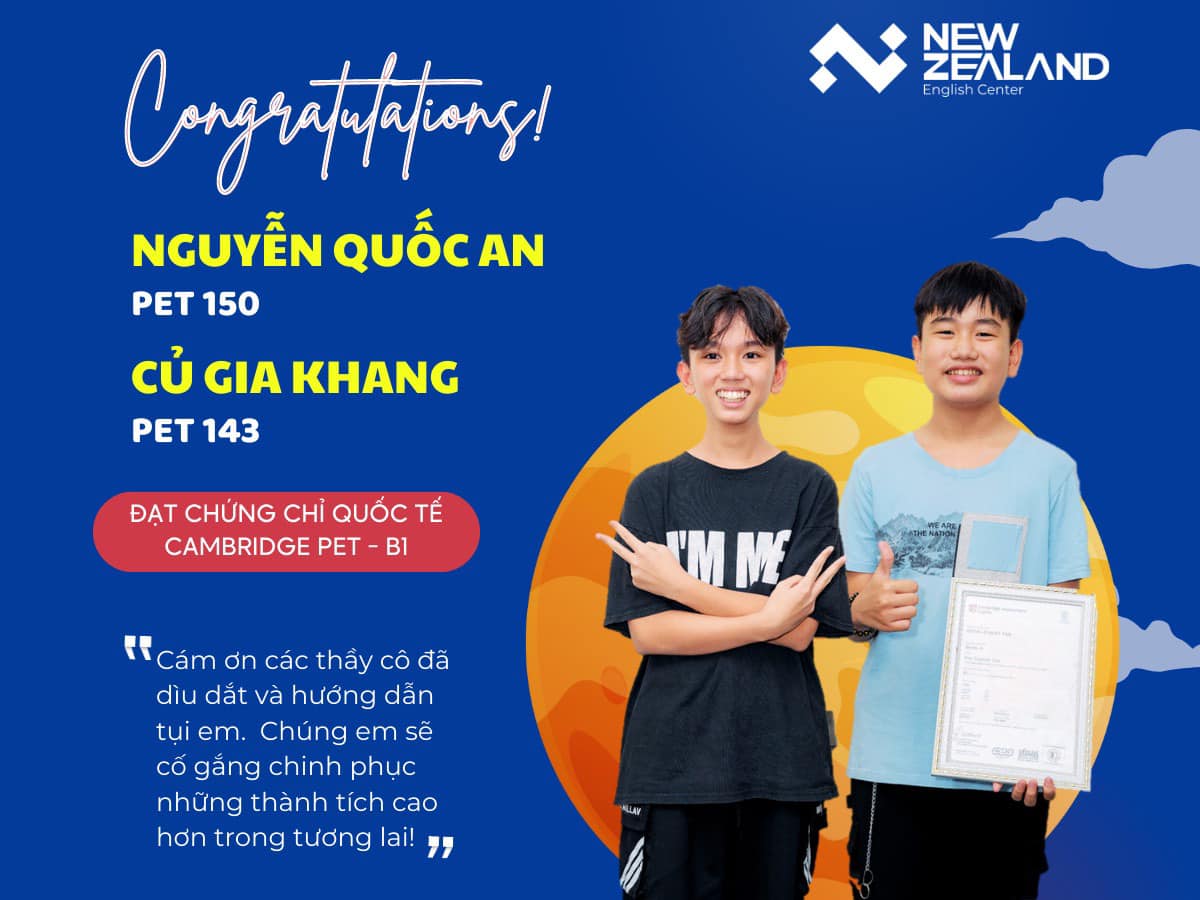 Congratulations!
NEW
ZEALAND
English Center
NGUYỄN QUỐC AN
PET 150
CỦ GIA KHANG
PET 143
ĐẠT CHỨNG CHỈ QUỐC TẾ
CAMBRIDGE PET - B1
"Cám ơn các thầy cô đã
dìu dắt và hướng dẫn
tụi em. Chúng em sẽ
cố gắng chinh phục
những thành tích cao
hơn trong tương lai!"
I'M ME
WE ARE
THE NATION